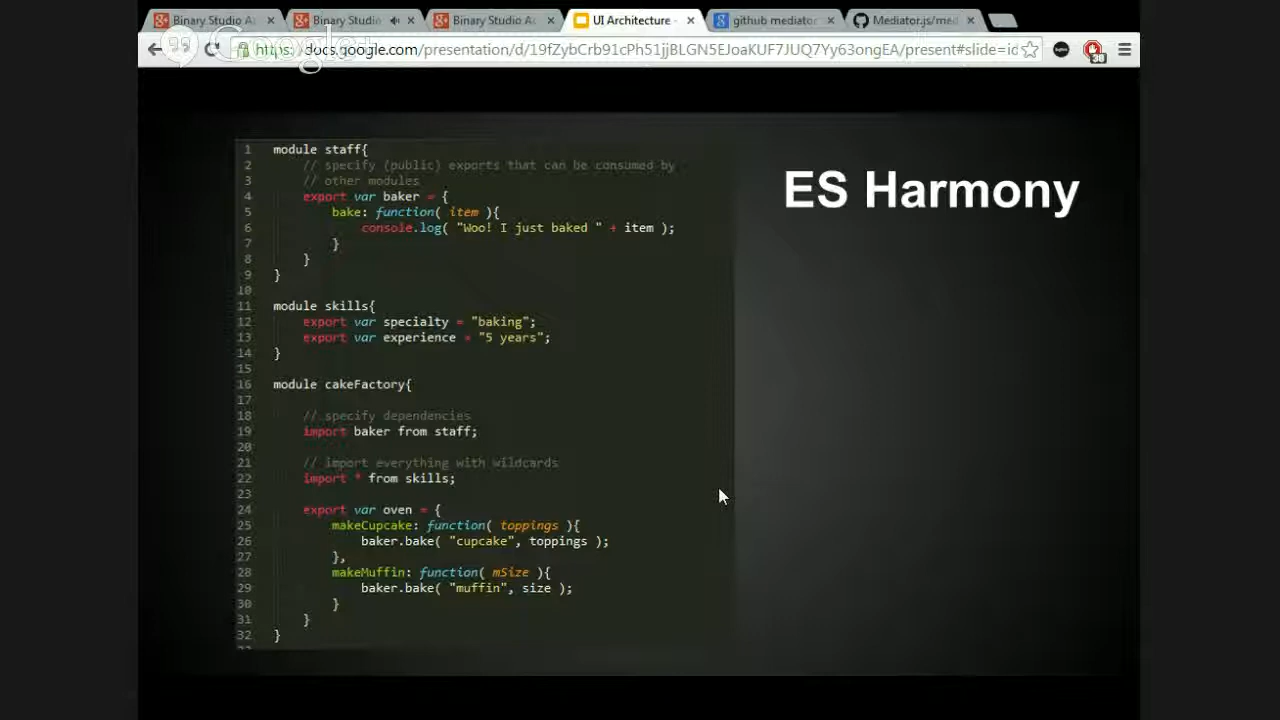 Binary Studio A
Binary Studio
Binary Studio Ac
UI Architecture -
github mediator
Mediator.js/med
Google+
https://docs.google.com/presentation/d/19fZybCrb91cPh51jjBLGN5EJoaKUF7JUQ7Yy63ongEA/present#slide=id
30
ES Harmony
1 module staff{
2 // specify (public) exports that can be consumed by
3 // other modules
4 export var baker = {
5 bake: function( item ){
6 console.log( "Woo! I just baked " + item );
7 }
8 }
9 }
10
11 module skills{
12 export var specialty = "baking";
13 export var experience = "5 years";
14 }
15
16 module cakeFactory{
17
18 // specify dependencies
19 import baker from staff;
20
21 // import everything with wildcards
22 import * from skills;
23
24 export var oven = {
25 makeCupcake: function( toppings ){
26 baker.bake( "cupcake", toppings );
27 },
28 makeMuffin: function( mSize ){
29 baker.bake( "muffin", size );
30 }
31 }
32 }